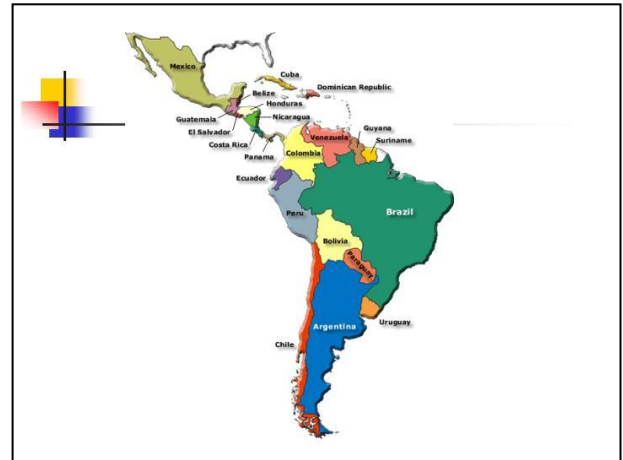 Mexico
Cuba
Dominican Republic
Belize
Honduras
Guatemala
Nicaragua
El Salvador
Costa Rica
Panama
Venezuela
Guyana
Suriname
Colombia
Ecuador
Peru
Brazil
Bolivia
Paraguay
Argentina
Uruguay
Chile